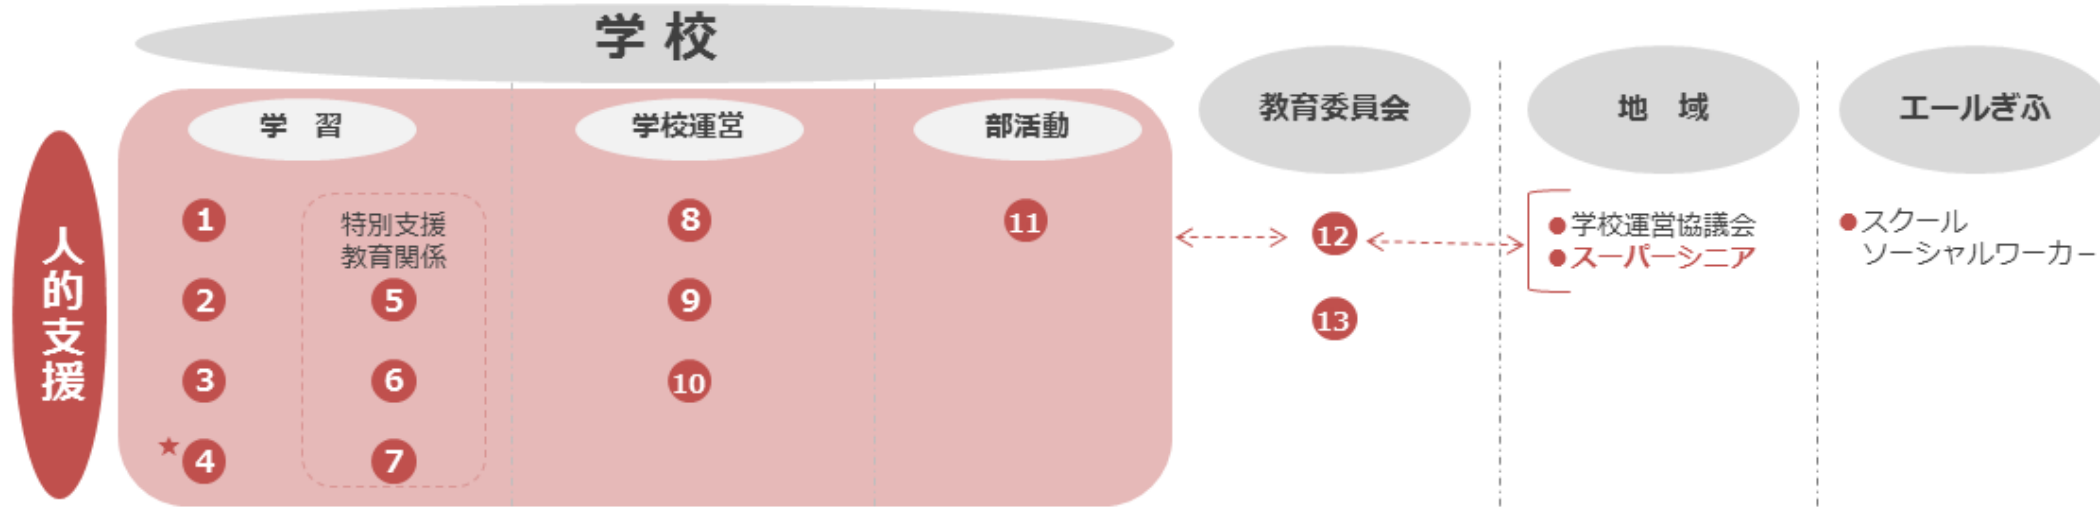 学 校
教育委員会
地 域
エールぎふ
学 習
学校運営
部活動
人的支援
1
特別支援
教育関係
8
11
12
●学校運営協議会
●スーパーシニア
●スクール
ソーシャルワーカー
2
5
9
13
3
6
10
★4
7